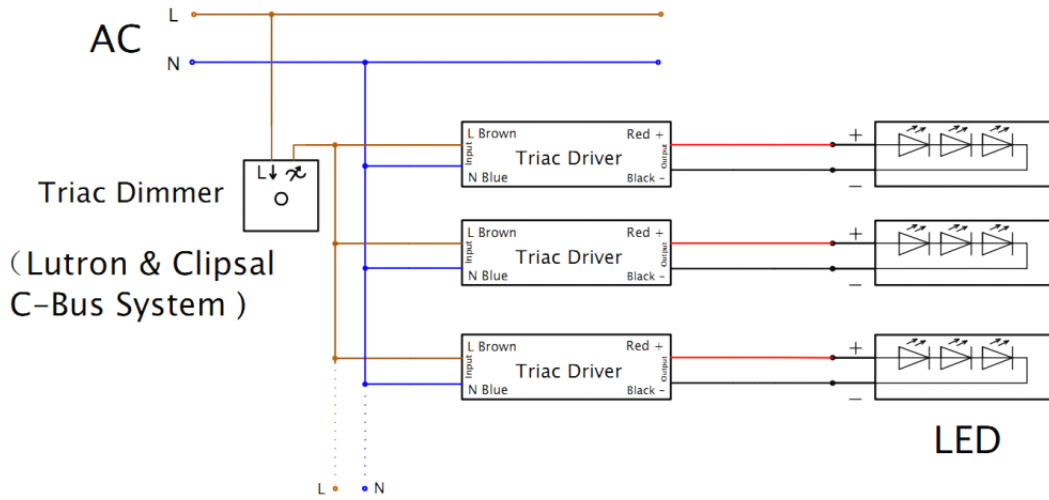 L
AC
N
L Brown
Red +
Input
Triac Driver
Output
N Blue
Black -
L
Triac Dimmer
+
−
(Lutron & Clipsal
C-Bus System )
L Brown
Red +
Input
Triac Driver
Output
N Blue
Black -
+
−
L Brown
Red +
Input
Triac Driver
Output
N Blue
Black -
+
−
LED
L
N